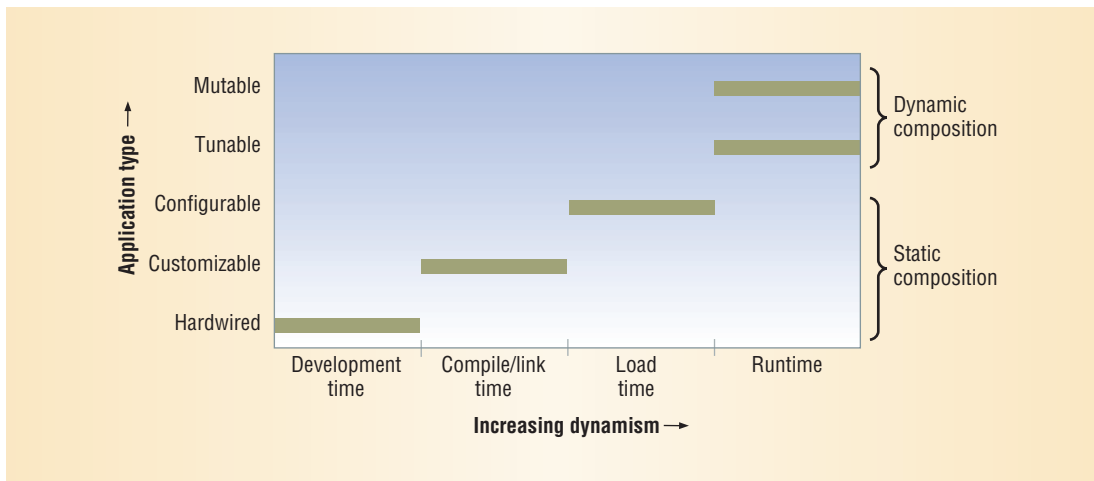 Mutable
Tunable
Configurable
Customizable
Hardwired
Application type
Development
time
Compile/link
time
Load
time
Runtime
Increasing dynamism
Dynamic
composition
Static
composition